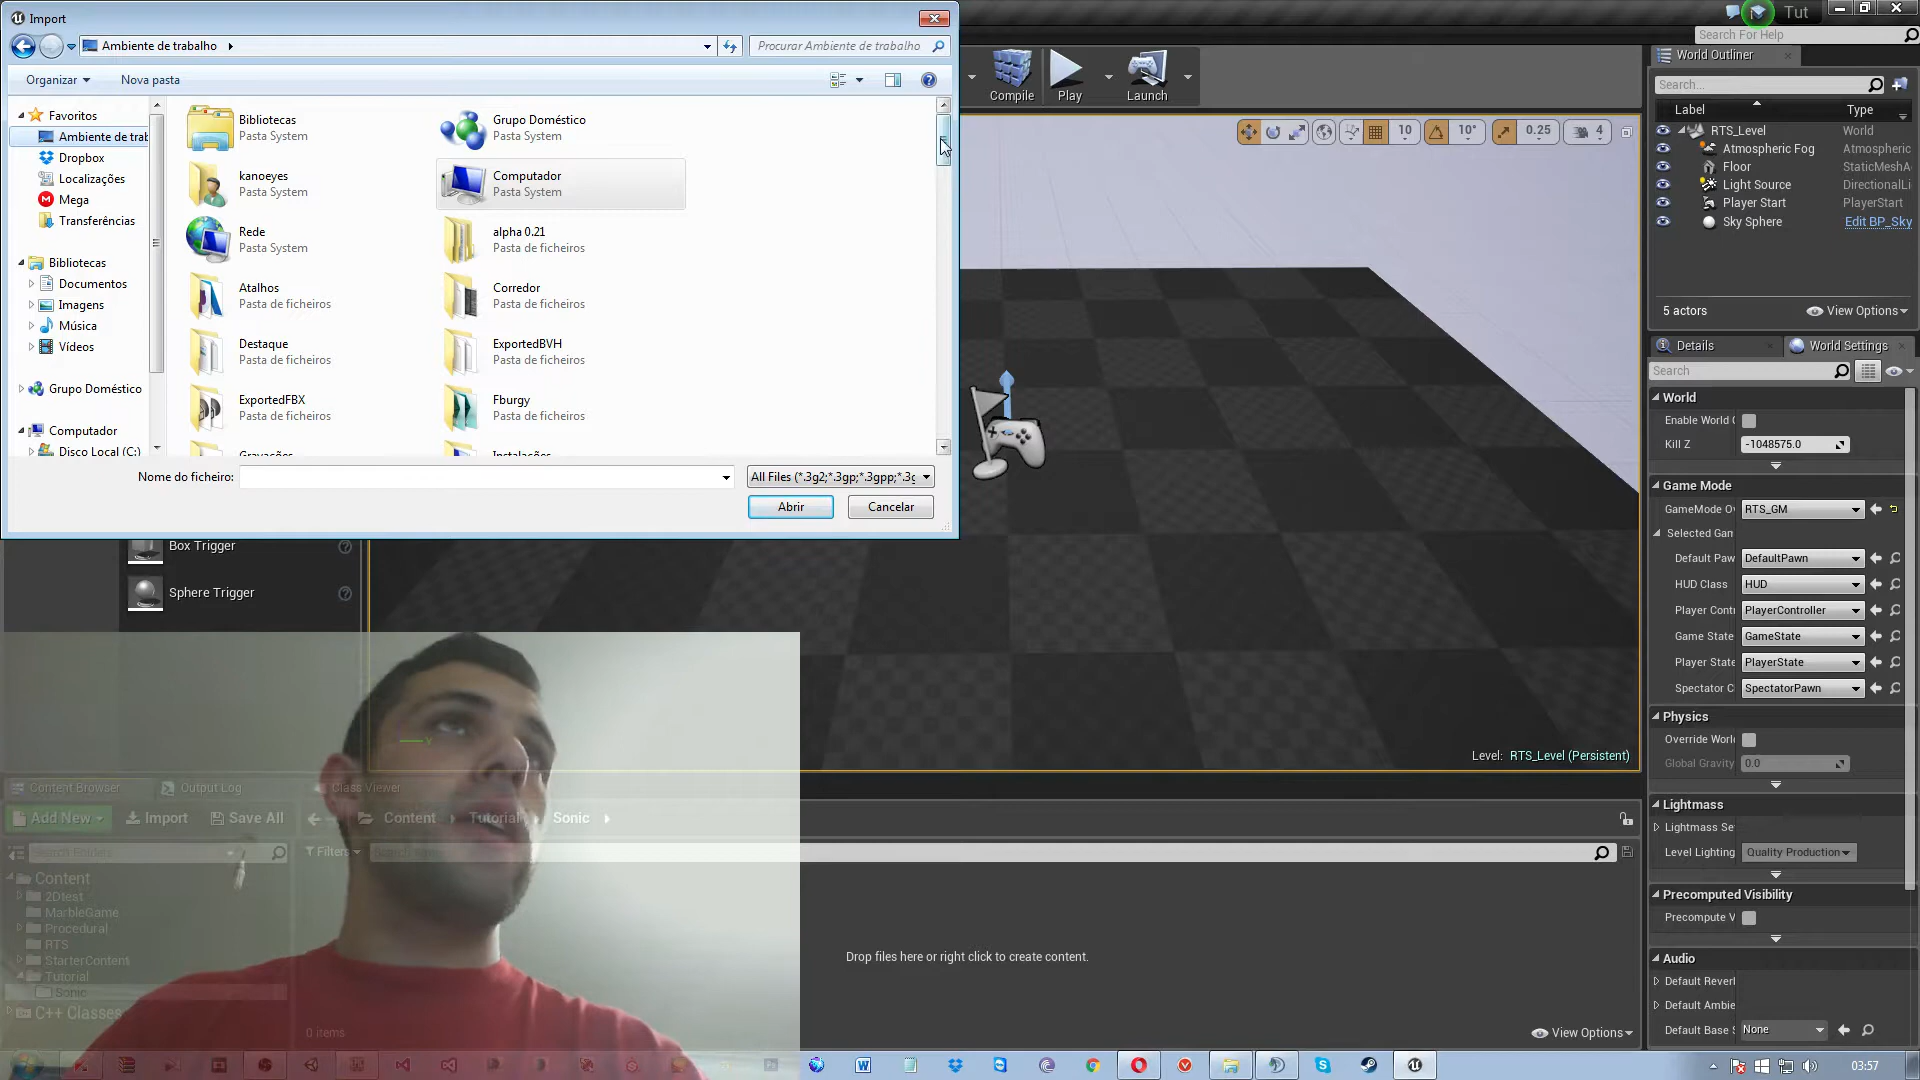 Import
Tut
Ambiente de trabalho
Procurar Ambiente de trabalho
Search For Help
Organizar
Nova pasta
World Outliner
Search...
Compile
Play
Launch
Label
Type
Favoritos
Ambiente de trab
Dropbox
Localizações
Mega
Transferências
Bibliotecas
Documentos
Imagens
Música
Vídeos
Grupo Doméstico
Computador
Disco Local (C:)
Bibliotecas
Pasta System
Grupo Doméstico
Pasta System
kanoeyes
Pasta System
Computador
Pasta System
Rede
Pasta System
alpha 0.21
Pasta de ficheiros
Atalhos
Pasta de ficheiros
Corredor
Pasta de ficheiros
Destaque
Pasta de ficheiros
ExportedBVH
Pasta de ficheiros
ExportedFBX
Pasta de ficheiros
Fburgy
Pasta de ficheiros
Gravações
Instalações
Nome do ficheiro:
All Files (*.3g2;*.3gp;*.3gpp;*.3g
Abrir
Cancelar
10
10°
0.25
4
RTS_Level
World
Atmospheric Fog
Atmospheric
Floor
StaticMeshA
Light Source
DirectionalLi
Player Start
PlayerStart
Sky Sphere
Edit BP_Sky
5 actors
View Options
Details
World Settings
Search
World
Enable World C
Kill Z
-1048575.0
Game Mode
GameMode Ov
RTS_GM
Selected Gam
Default Paw
DefaultPawn
HUD Class
HUD
Player Contr
PlayerController
Game State
GameState
Player State
PlayerState
Spectator C
SpectatorPawn
Physics
Override World
Global Gravity
0.0
Lightmass
Lightmass Se
Level Lighting
Quality Production
Precomputed Visibility
Precompute V
Audio
Default Reverl
Default Ambie
Default Base S
None
Box Trigger
Sphere Trigger
Level: RTS_Level (Persistent)
Content Browser
Output Log
Class Viewer
Add New
Import
Save All
Content
Tutorial
Sonic
Search Folders
Filters
Content
2Dtest
MarbleGame
Procedural
RTS
StarterContent
Tutorial
Sonic
C++ Classes
Drop files here or right click to create content.
0 items
View Options
03:57